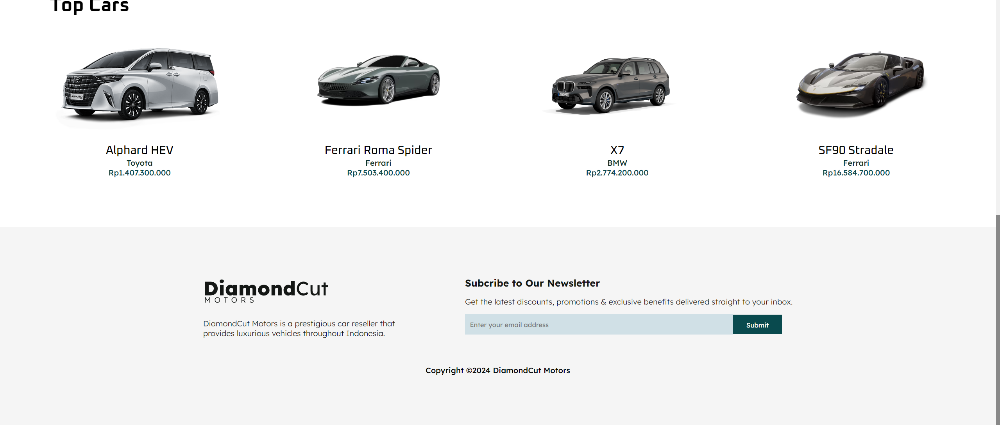 Top Cars
Alphard HEV
Toyota
Rp1.407.300.000
Ferrari Roma Spider
Ferrari
Rp7.503.400.000
X7
BMW
Rp2.774.200.000
SF90 Stradale
Ferrari
Rp16.584.700.000
ALPHARD
DiamondCut
MOTORS
DiamondCut Motors is a prestigious car reseller that
provides luxurious vehicles throughout Indonesia.
Subcribe to Our Newsletter
Get the latest discounts, promotions & exclusive benefits delivered straight to your inbox.
Enter your email address
Submit
Copyright ©2024 DiamondCut Motors